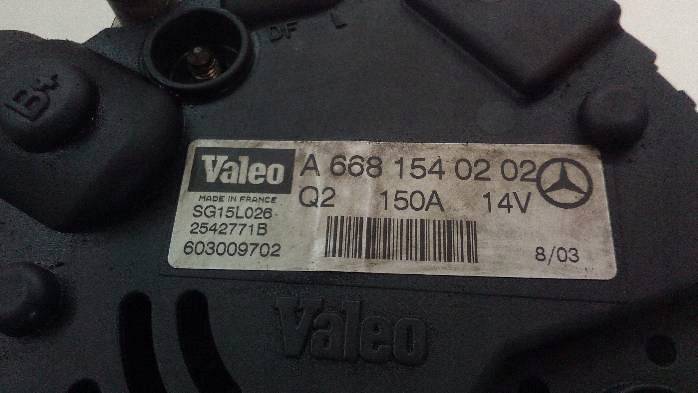 DF L
B+
Valeo A 668 154 02 02
MADE IN FRANCE Q2 150A 14V
SG15L026
2542771B
603009702 8/03
Valeo